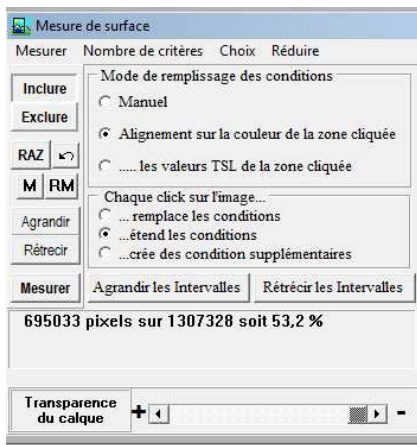 Mesure de surface
Mesurer Nombre de critères Choix Réduire
Inclure
Exclure
RAZ
M RM
Agrandir
Rétrecir
Mesurer
Mode de remplissage des conditions
Manuel
Alignement sur la couleur de la zone cliquée
..... les valeurs TSL de la zone cliquée
Chaque click sur l'image...
... remplace les conditions
...étend les conditions
...crée des condition supplémentaires
Agrandir les Intervalles Rétrécir les Intervalles
695033 pixels sur 1307328 soit 53,2 %
Transparence
du calque
+ -